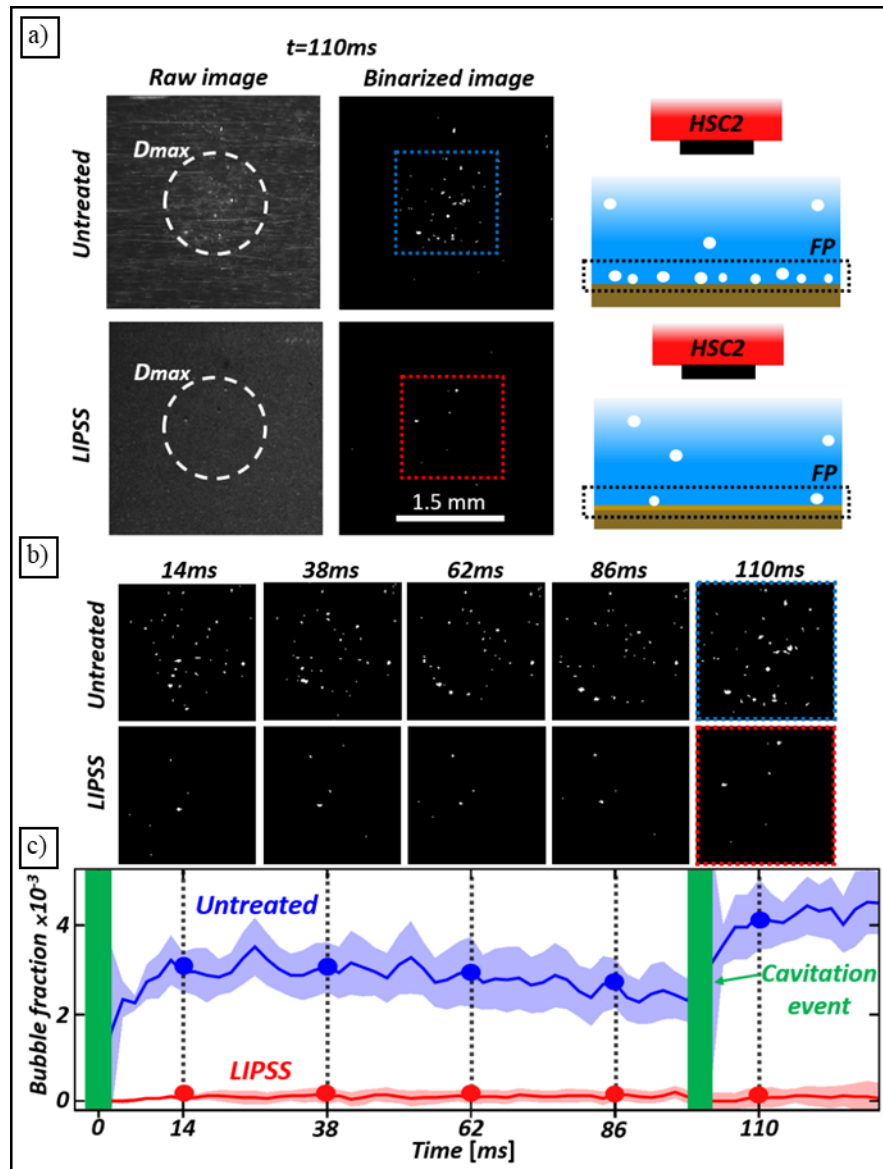 a)
t=110ms
Raw image
Binarized image
Untreated
Dmax
HSC2
FP
LIPSS
Dmax
1.5 mm
HSC2
FP
b)
14ms 38ms 62ms 86ms 110ms
Untreated
LIPSS
c)
Bubble fraction ×10⁻³
4
2
0
Untreated
LIPSS
Cavitation
event
0 14 38 62 86 110
Time [ms]